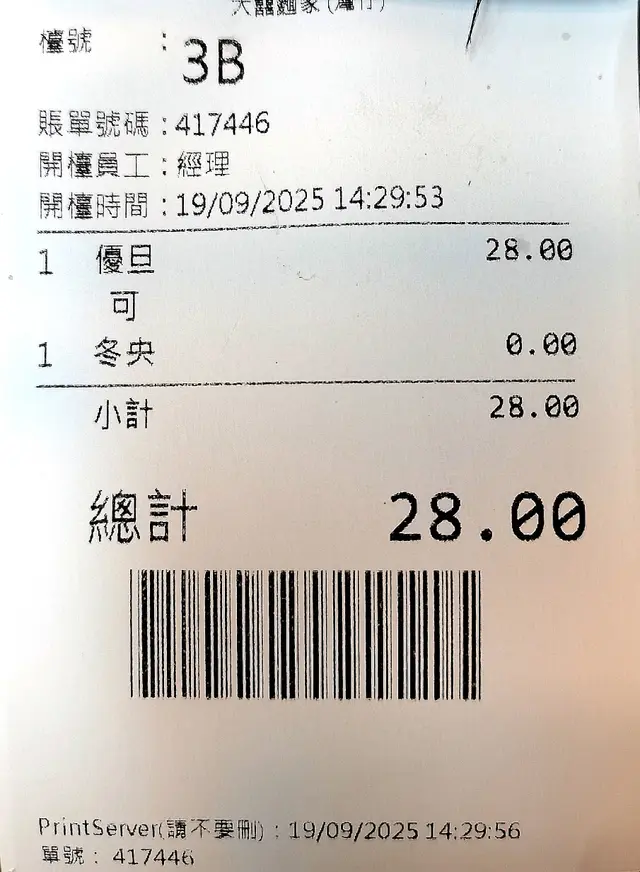 檯號 : 3B
賬單號碼 : 417446
開檯員工 : 經理
開檯時間 : 19/09/2025 14:29:53
1 優旦 28.00
可
1 冬央 0.00
小計 28.00
總計 28.00
PrintServer(請不要刪) : 19/09/2025 14:29:56
單號 : 417446